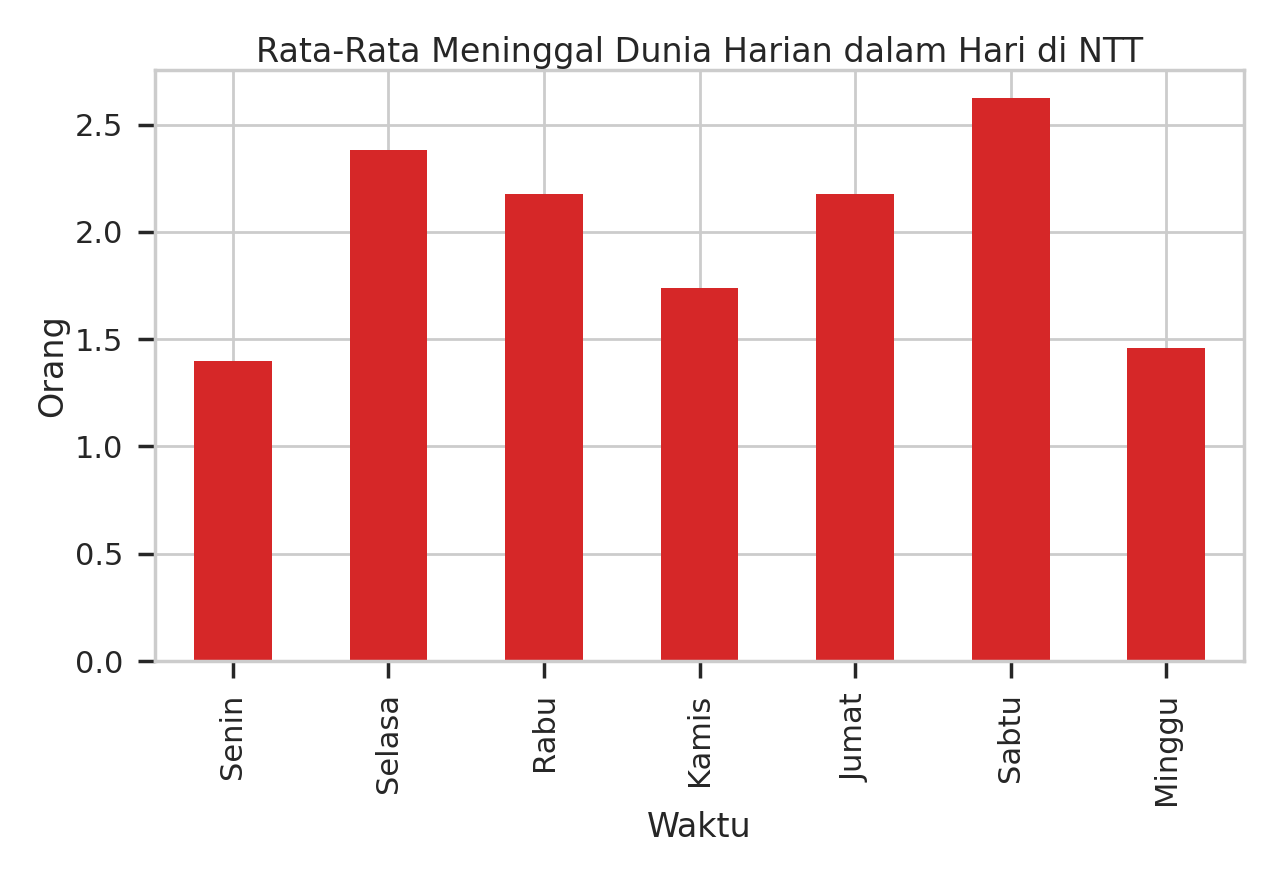 Rata-Rata Meninggal Dunia Harian dalam Hari di NTT
Orang
2.5
2.0
1.5
1.0
0.5
0.0
Senin
Selasa
Rabu
Kamis
Jumat
Sabtu
Minggu
Waktu